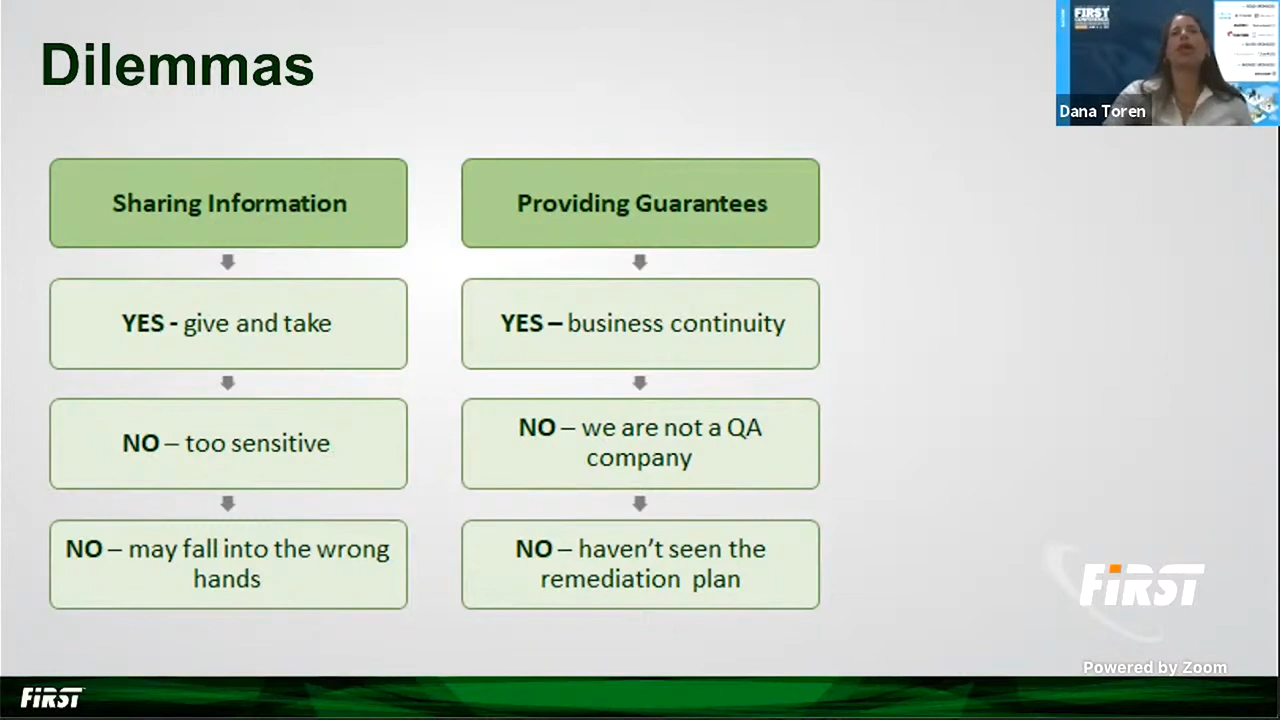 Dilemmas
Sharing Information
YES - give and take
NO – too sensitive
NO – may fall into the wrong
hands
Providing Guarantees
YES – business continuity
NO – we are not a QA
company
NO – haven't seen the
remediation plan
FIRST
CONFERENCE
Dana Toren
FiRST
Powered by Zoom
FiRST